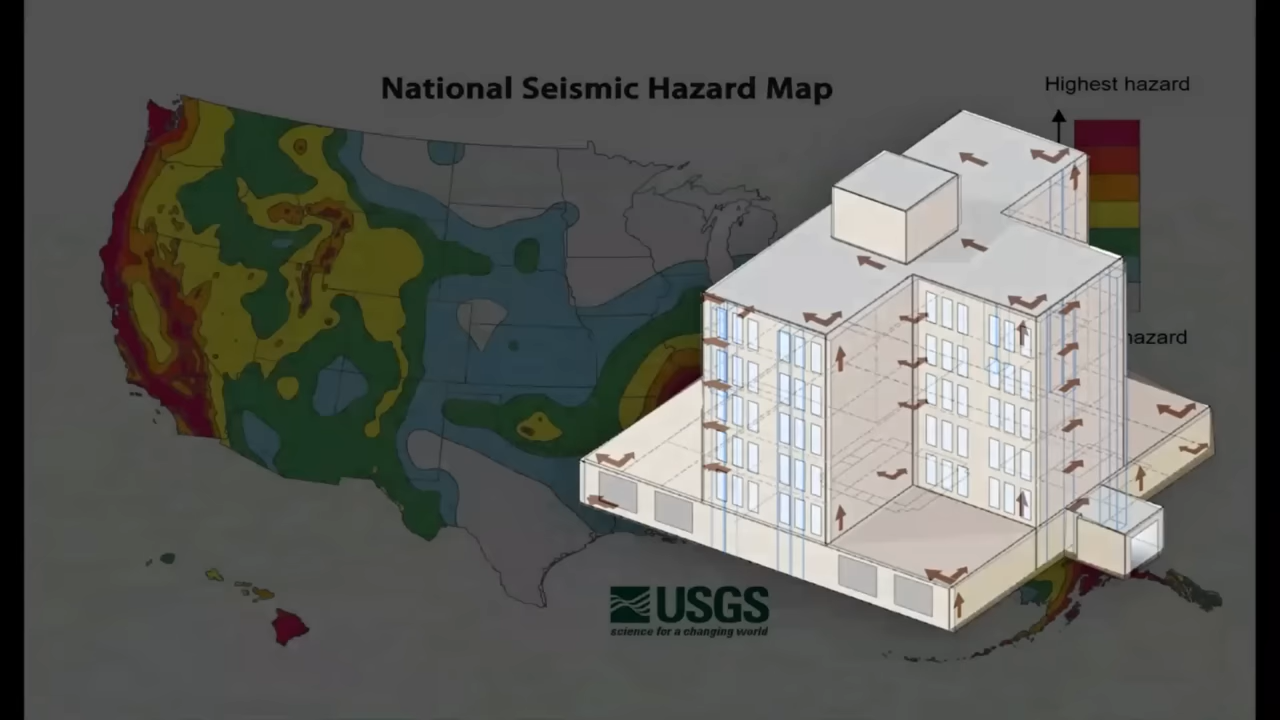 National Seismic Hazard Map
Highest hazard
hazard
USGS
science for a changing world